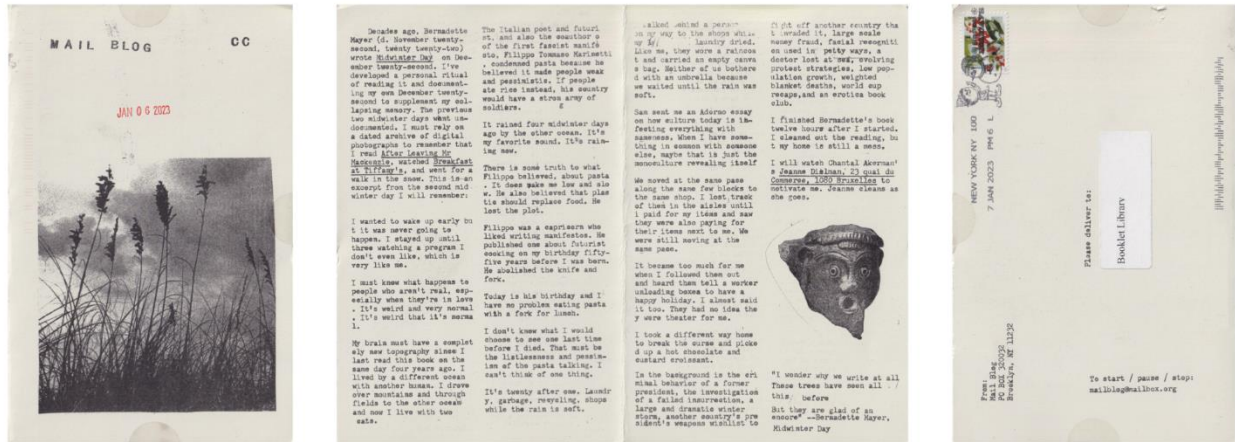 MAIL BLOG
CC
JAN 06 2023
Decades ago, Bernadette
Mayer (d. November twenty-
second, twenty twenty-two)
wrote Midwinter Day on Dec-
ember twenty-second. I've
developed a personal ritual
of reading it and document-
ing my own December twenty-
second to supplement my col-
lapsing memory. The previous
two midwinter days went un-
documented. I must rely on
a dated archive of digital
photographs to remember that
I read After Leaving Mr
Mackenzie, watched Breakfast
at Tiffany's, and went for a
walk in the snow. This is an
excerpt from the second mid-
winter day I will remember:
I wanted to wake up early bu
t it was never going to
happen. I stayed up until
three watching a program I
don't even like, which is
very like me.
I must know what happens to
people who aren't real, esp-
ecially when they're in love
. It's weird and very normal
. It's weird that it's norma
l.
My brain must have a complet
ely new topography since I
last read this book on the
same day four years ago. I
lived by a different ocean
with another human. I drove
over mountains and through
fields to the other ocean
and now I live with two
cats.
The Italian poet and futuri
st, and also the coauthor o
of the first fascist manife
sto, Filippo Tommaso Marinetti
, condemned pasta because he
believed it made people weak
and pessimistic. If people
ate rice instead, his country
would have a stron army of
g
soldiers.
It rained four midwinter days
ago by the other ocean. It's
my favorite sound. It's rain-
ing now.
There is some truth to what
Filippo believed, about pasta
. It does make me low and slo
w. He also believed that plas
tic should replace food. He
lost the plot.
Filippo was a capricorn who
liked writing manifestos. He
published one about futurist
cooking on my birthday fifty-
five years before I was born.
He abolished the knife and
fork.
Today is his birthday and I
have no problem eating pasta
with a fork for lunch.
I don't know what I would
choose to see one last time
before I died. That must be
the listlessness and pessim-
ism of the pasta talking. I
can't think of one thing.
It's twenty after one. Laundr
y, garbage, recycling, shops
while the rain is soft.
walked behind a person
on my way to the shops while
my laundry dried.
Like me, they wore a raincoa
t and carried an empty canva
s bag. Neither of us bothere
d with an umbrella because
we waited until the rain was
soft.
Sam sent me an Adorno essay
on how culture today is in-
fecting everything with
sameness. When I have some-
thing in common with someone
else, maybe that is just the
monoculture revealing itself
We moved at the same pace
along the same few blocks to
the same shop. I lost track
of them in the aisles until
i paid for my items and saw
they were also paying for
their items next to me. We
were still moving at the
same pace.
It became too much for me
when I followed them out
and heard them tell a worker
unloading boxes to have a
happy holiday. I almost said
it too. They had no idea the
y were theater for me.
I took a different way home
to break the curse and picke
d up a hot chocolate and
custard croissant.
In the background is the cri
minal behavior of a former
president, the investigation
of a failed insurrection, a
large and dramatic winter
storm, another country's pre
sident's weapons wishlist to
fight off another country tha
t invaded it, large scale
money fraud, facial recogniti
on used in petty ways, a
doctor lost at sea, evolving
protest strategies, low pop-
ulation growth, weighted
blanket deaths, world cup
recaps, and an erotica book
club.
I finished Bernadette's book
twelve hours after I started.
I cleaned out the reading, bu
t my home is still a mess.
I will watch Chantal Akerman'
s Jeanne Dielman, 23 quai du
Commerce, 1080 Bruxelles to
motivate me. Jeanne cleans as
she goes.
"I wonder why we write at all
These trees have seen all
this before
But they are glad of an
encore" --Bernadette Mayer,
Midwinter Day
NEW YORK NY 100
7 JAN 2023 PM 6 L
Please deliver to:
Booklet Library
From:
Mail Blog
PO BOX 320032
Brooklyn, NY 11232
To start / pause / stop:
mailblog@mailbox.org